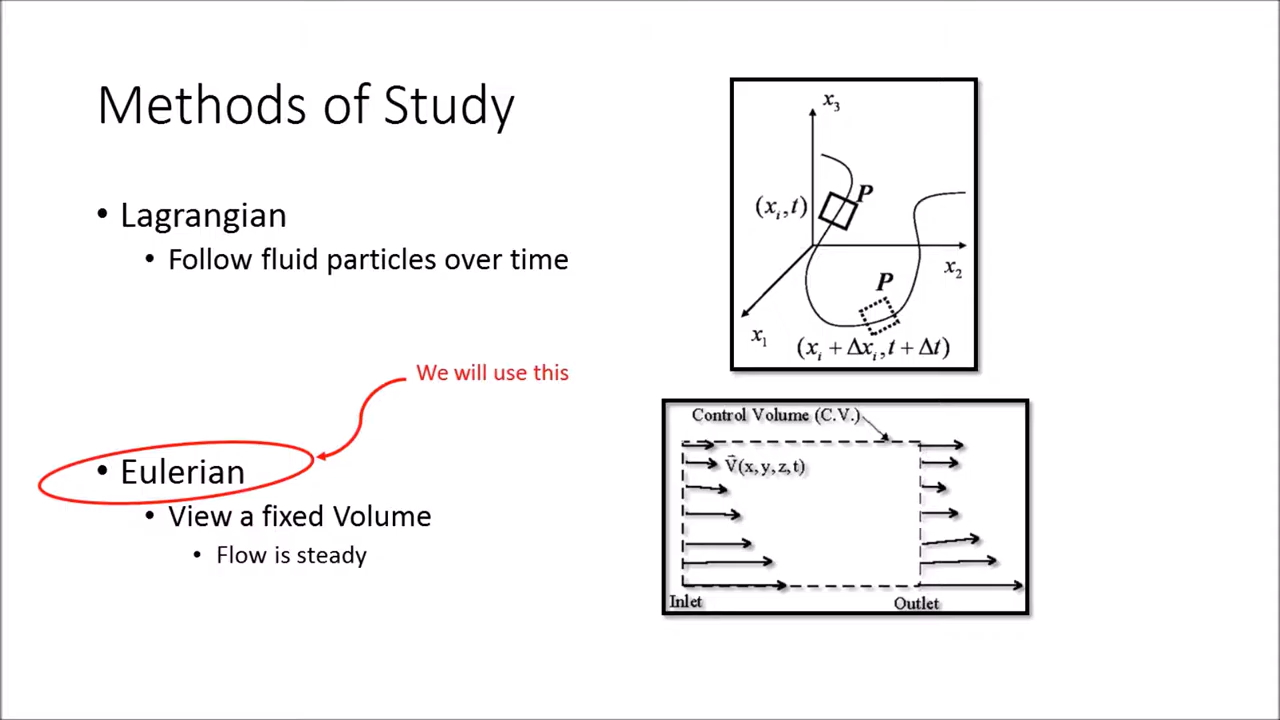 Methods of Study
• Lagrangian
• Follow fluid particles over time
We will use this
• Eulerian
• View a fixed Volume
• Flow is steady
x₃
P
(xᵢ,t)
x₂
P
x₁
(xᵢ + Δxᵢ,t + Δt)
Control Volume (C.V.)
V⃗(x,y,z,t)
Inlet
Outlet